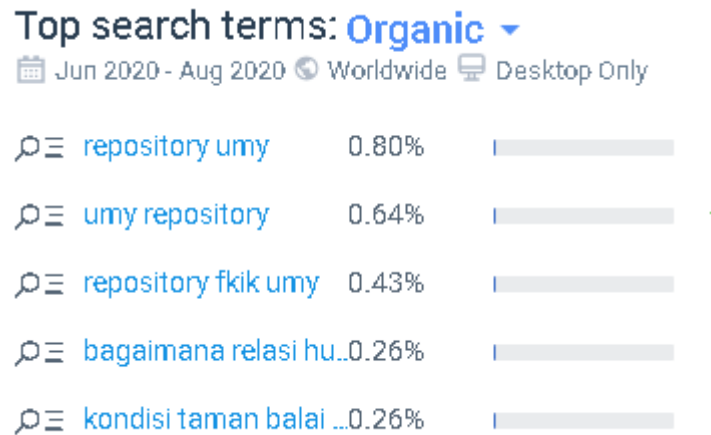 Top search terms: Organic
Jun 2020 - Aug 2020 Worldwide Desktop Only
repository umy 0.80%
umy repository 0.64%
repository fkik umy 0.43%
bagaimana relasi hu...0.26%
kondisi taman balai ...0.26%